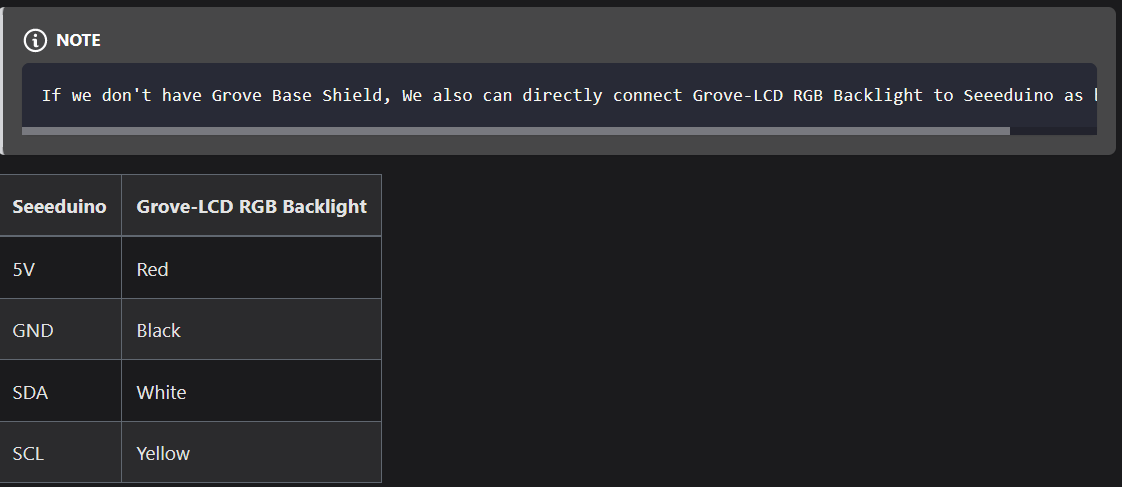 NOTE
If we don't have Grove Base Shield, We also can directly connect Grove-LCD RGB Backlight to Seeeduino as
Seeeduino Grove-LCD RGB Backlight
5V Red
GND Black
SDA White
SCL Yellow